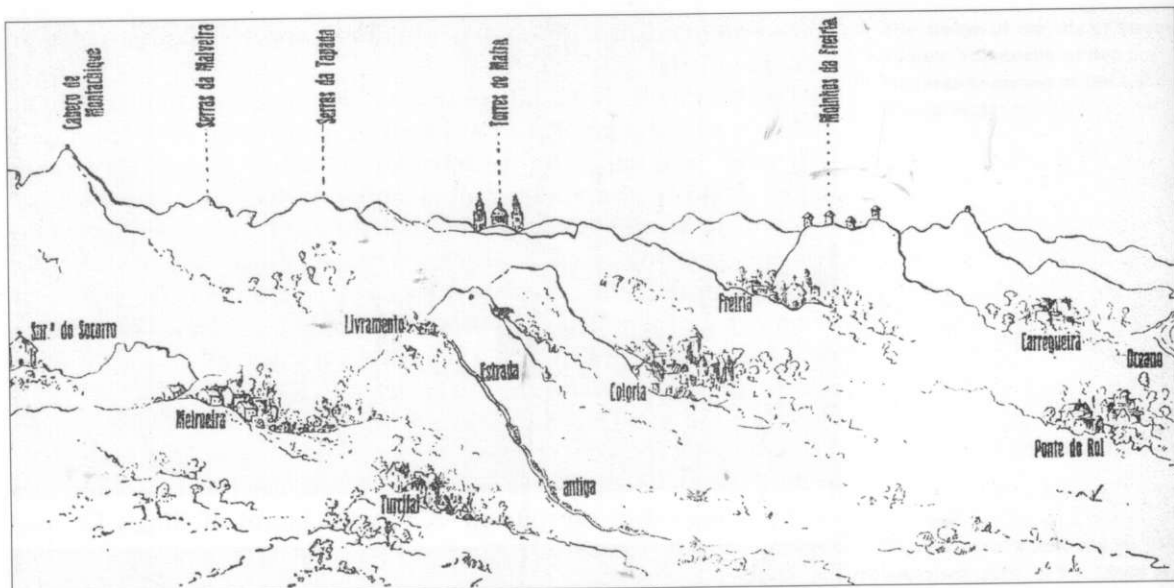 Cabeço de
Montachique
Serras da Malveira
Serras da Tapada
Torres de Mafra
Moinhos da Freiria
Snrª do Socorro
Livramento
Freiria
Carregueira
Oceano
Estrada
Coloria
Meirueira
Ponte do Rol
Turcifal
antiga